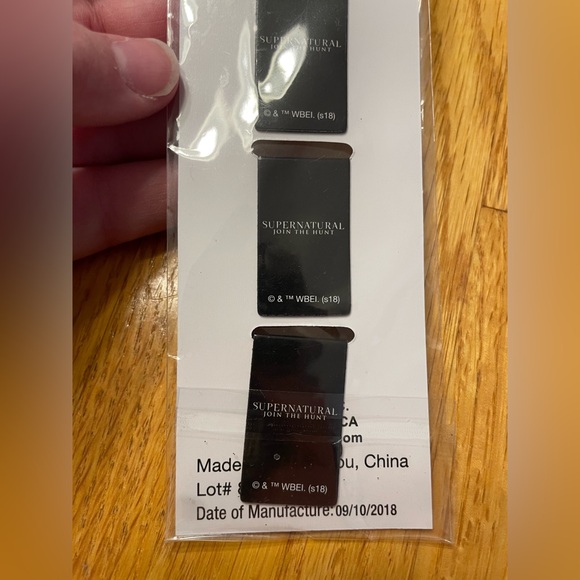 SUPERNATURAL
JOIN THE HUNT
© & ™ WBEI. (s18)
SUPERNATURAL
JOIN THE HUNT
© & ™ WBEI. (s18)
SUPERNATURAL
JOIN THE HUNT
CA
om
Made ou, China
Lot#
© & ™ WBEI. (s18)
Date of Manufacture: 09/10/2018